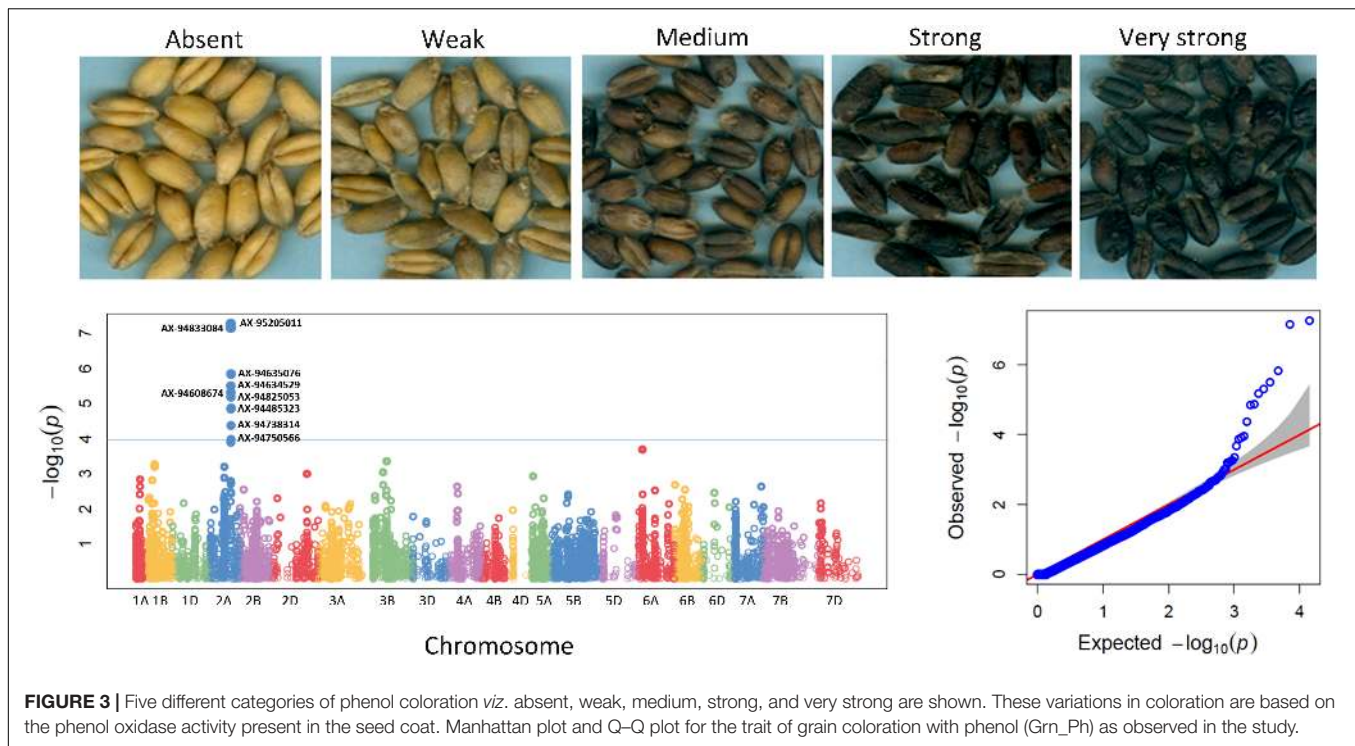 Absent Weak Medium Strong Very strong
7
6
5
4
3
2
1
−log10(p)
AX-94833084
AX-95205011
AX-94635076
AX-94634529
AX-94608674
AX-94825053
AX-94485323
AX-94738314
AX-94750566
1A 1B 1D 2A 2B 2D 3A 3B 3D 4A 4B 4D 5A 5B 5D 6A 6B 6D 7A 7B 7D
Chromosome
Observed −log10(p)
6
4
2
0
0 1 2 3 4
Expected −log10(p)
FIGURE 3 | Five different categories of phenol coloration viz. absent, weak, medium, strong, and very strong are shown. These variations in coloration are based on
the phenol oxidase activity present in the seed coat. Manhattan plot and Q–Q plot for the trait of grain coloration with phenol (Grn_Ph) as observed in the study.